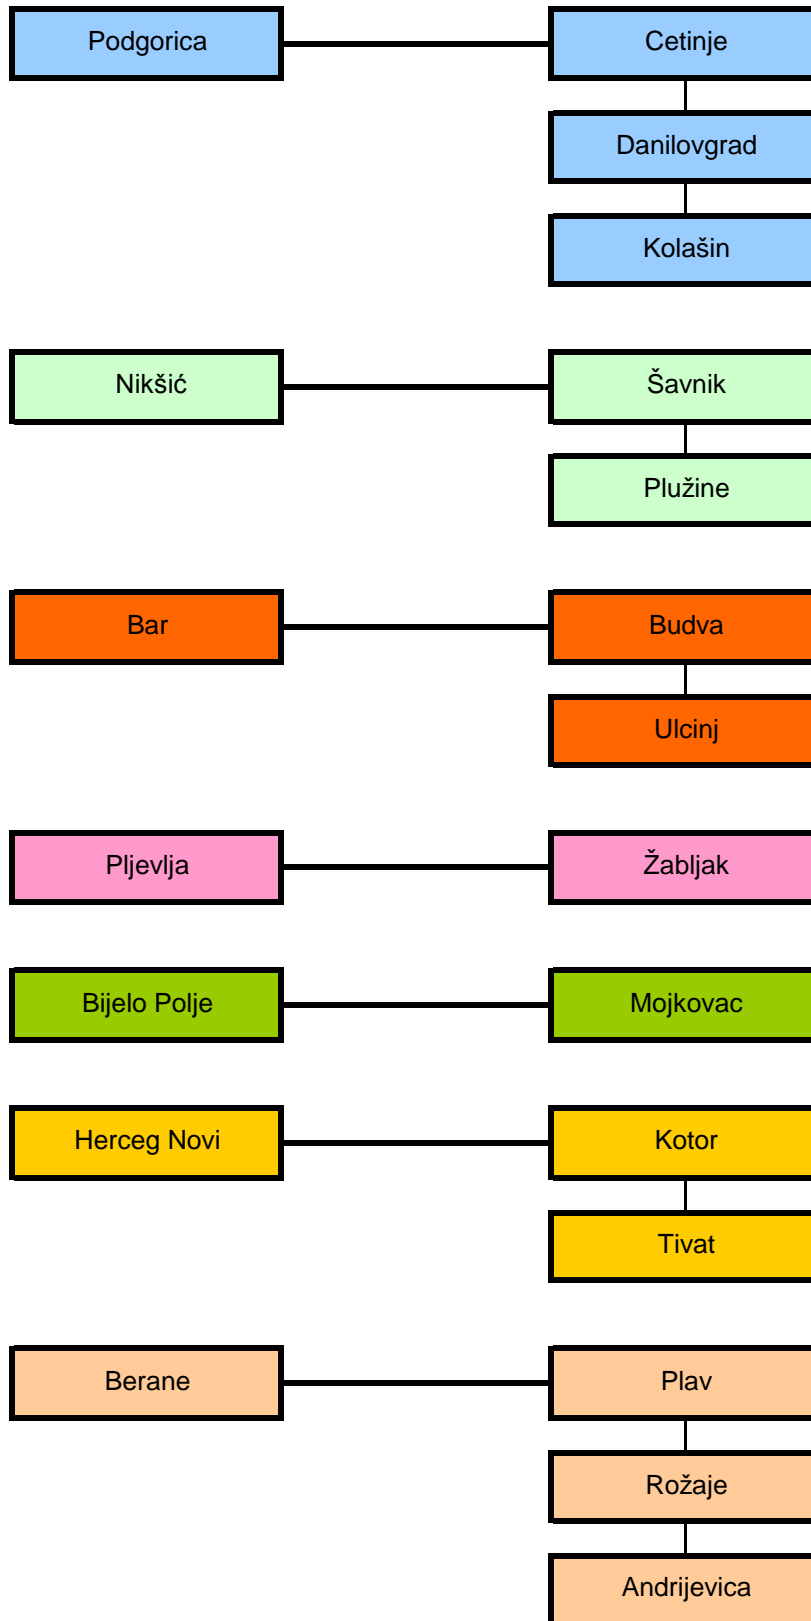 Podgorica
Cetinje
Danilovgrad
Kolašin
Nikšić
Šavnik
Plužine
Bar
Budva
Ulcinj
Pljevlja
Žabljak
Bijelo Polje
Mojkovac
Herceg Novi
Kotor
Tivat
Berane
Plav
Rožaje
Andrijevica